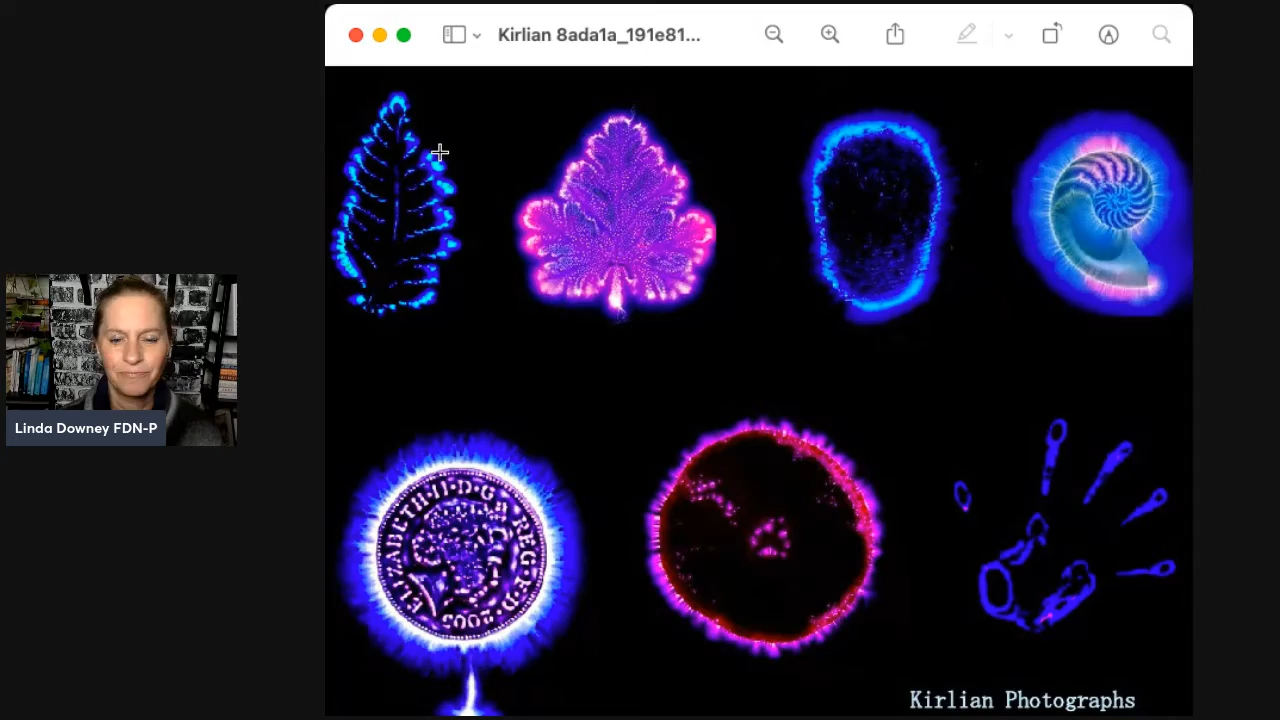 Kirlian 8ada1a_191e81...
Linda Downey FDN-P
ELIZABETH·II·D·G REG·F·D·2005
Kirlian Photographs